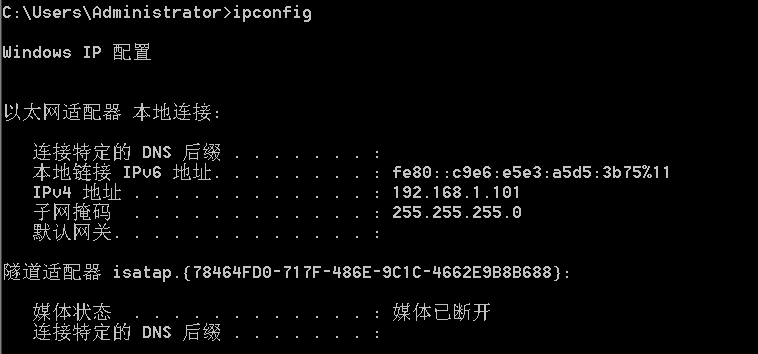 C:\Users\Administrator>ipconfig
Windows IP 配置
以太网适配器 本地连接:
连接特定的 DNS 后缀 . . . . . . . :
本地链接 IPv6 地址. . . . . . . . : fe80::c9e6:e5e3:a5d5:3b75%11
IPv4 地址 . . . . . . . . . . . . : 192.168.1.101
子网掩码 . . . . . . . . . . . . : 255.255.255.0
默认网关. . . . . . . . . . . . . :
隧道适配器 isatap.{78464FD0-717F-486E-9C1C-4662E9B8B688}:
媒体状态 . . . . . . . . . . . . : 媒体已断开
连接特定的 DNS 后缀 . . . . . . . :